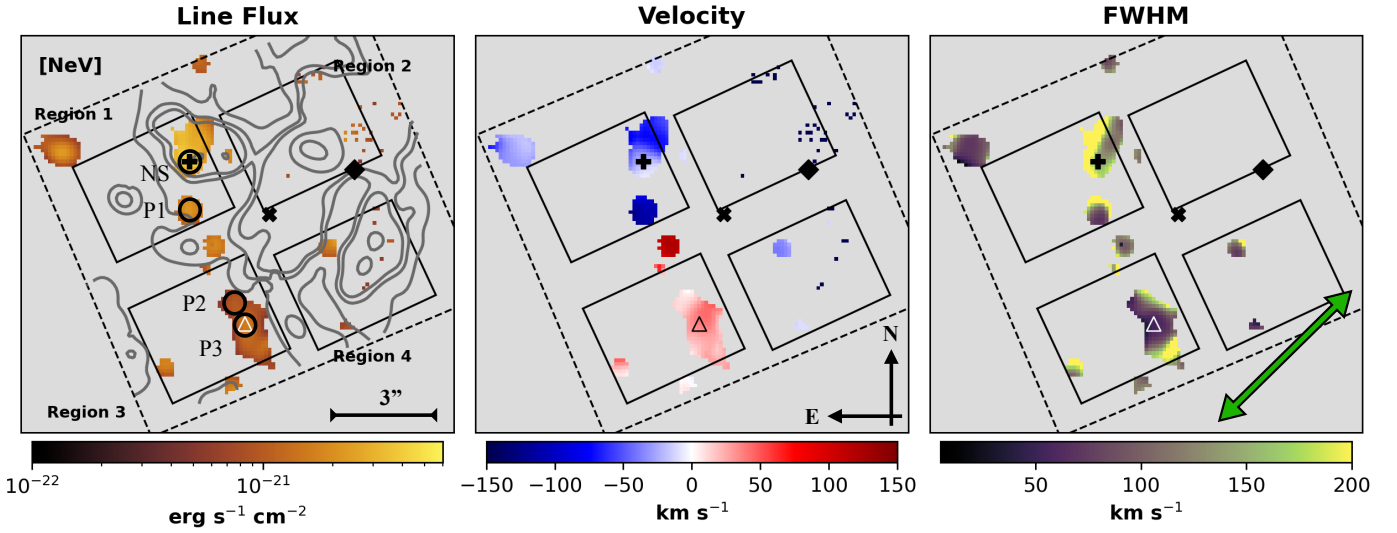 Line Flux
Velocity
FWHM
[NeV]
Region 2
Region 1
NS
P1
P2
P3
Region 4
Region 3
3”
N
E
10−22
10−21
erg s−1 cm−2
−150 −100 −50 0 50 100 150
km s−1
50 100 150 200
km s−1